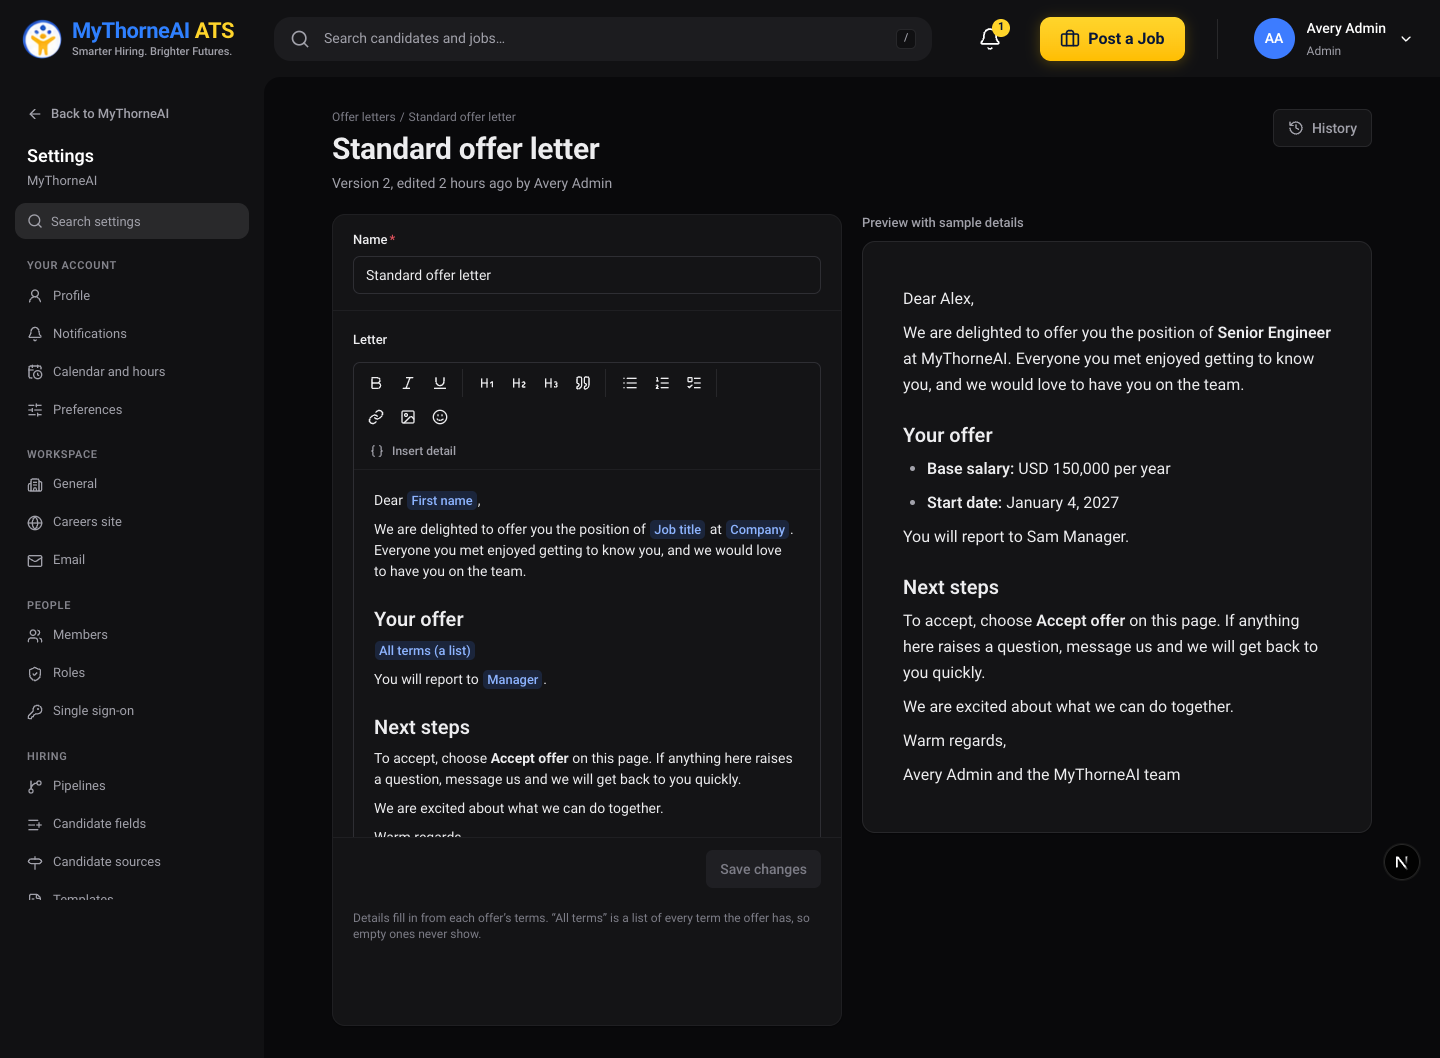 MyThorneAI ATS
Smarter Hiring. Brighter Futures.
Search candidates and jobs...
/
1
Post a Job
AA
Avery Admin
Admin
Back to MyThorneAI
Settings
MyThorneAI
Search settings
YOUR ACCOUNT
Profile
Notifications
Calendar and hours
Preferences
WORKSPACE
General
Careers site
Email
PEOPLE
Members
Roles
Single sign-on
HIRING
Pipelines
Candidate fields
Candidate sources
Templates
Offer letters / Standard offer letter
Standard offer letter
Version 2, edited 2 hours ago by Avery Admin
History
Name*
Standard offer letter
Letter
B I U H1 H2 H3
{ } Insert detail
Dear First name,
We are delighted to offer you the position of Job title at Company.
Everyone you met enjoyed getting to know you, and we would love
to have you on the team.
Your offer
All terms (a list)
You will report to Manager.
Next steps
To accept, choose Accept offer on this page. If anything here raises
a question, message us and we will get back to you quickly.
We are excited about what we can do together.
Warm regards,
Save changes
Details fill in from each offer’s terms. “All terms” is a list of every term the offer has, so
empty ones never show.
Preview with sample details
Dear Alex,
We are delighted to offer you the position of Senior Engineer
at MyThorneAI. Everyone you met enjoyed getting to know
you, and we would love to have you on the team.
Your offer
• Base salary: USD 150,000 per year
• Start date: January 4, 2027
You will report to Sam Manager.
Next steps
To accept, choose Accept offer on this page. If anything
here raises a question, message us and we will get back to
you quickly.
We are excited about what we can do together.
Warm regards,
Avery Admin and the MyThorneAI team
N